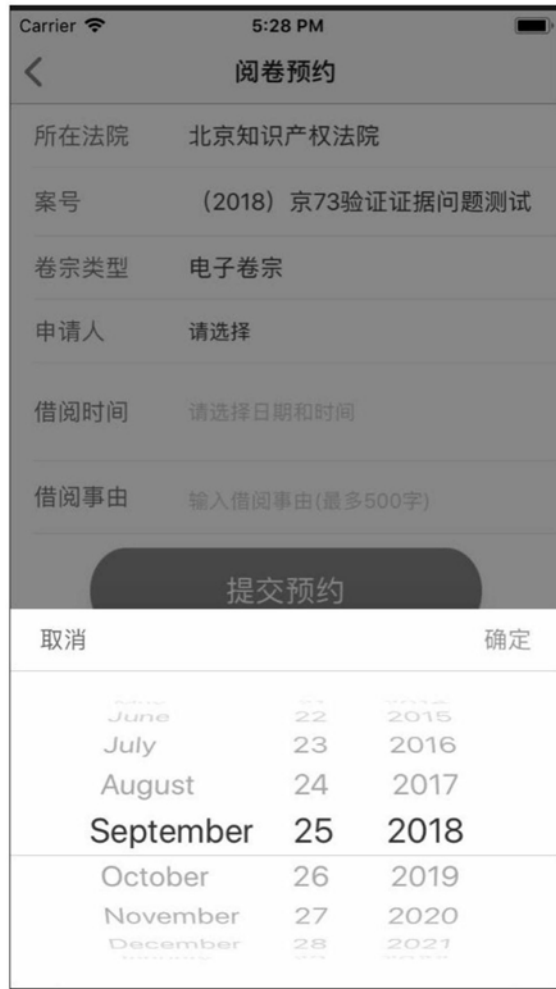 Carrier 5:28 PM
阅卷预约
所在法院 北京知识产权法院
案号 （2018）京73验证证据问题测试
卷宗类型 电子卷宗
申请人 请选择
借阅时间 请选择日期和时间
借阅事由 输入借阅事由(最多500字)
提交预约
取消 确定
June 22 2015
July 23 2016
August 24 2017
September 25 2018
October 26 2019
November 27 2020
December 28 2021